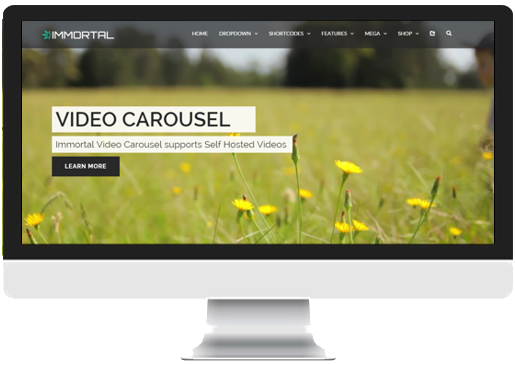 IMMORTAL
HOME DROPDOWN SHORTCODES FEATURES MEGA SHOP
VIDEO CAROUSEL
Immortal Video Carousel supports Self Hosted Videos
LEARN MORE